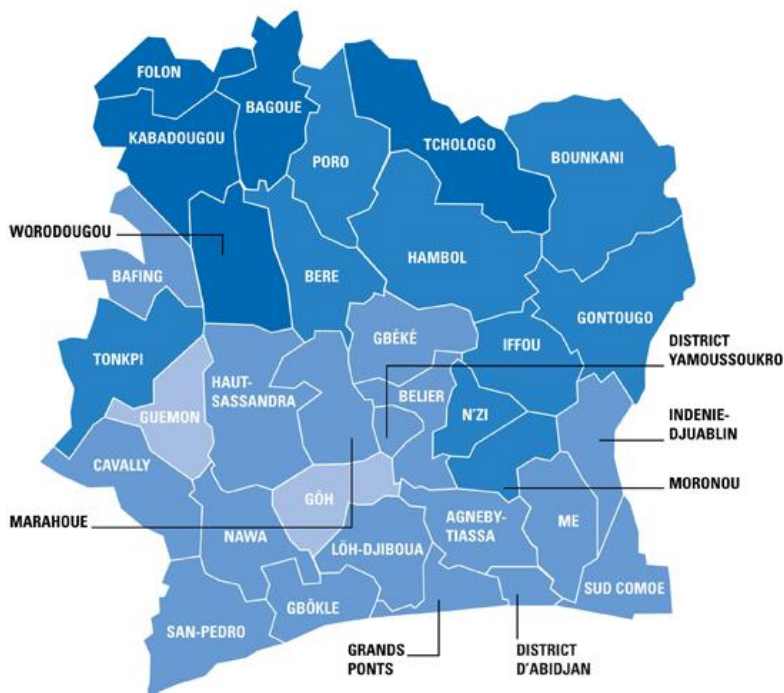 FOLON
BAGOUE
KABADOUGOU
PORO
TCHOLOGO
BOUNKANI
WORODOUGOU
BAFING
BERE
HAMBOL
GONTOUGO
GBÉKÉ
IFFOU
DISTRICT
YAMOUSSOUKRO
TONKPI
HAUT-
SASSANDRA
BELIER
GUEMON
N'ZI
INDENIE-
DJUABLIN
CAVALLY
MORONOU
GÔH
MARAHOUE
AGNEBY-
TIASSA
ME
NAWA
LÔH-DJIBOUA
SUD COMOE
GBÔKLE
SAN-PEDRO
GRANDS
PONTS
DISTRICT
D'ABIDJAN